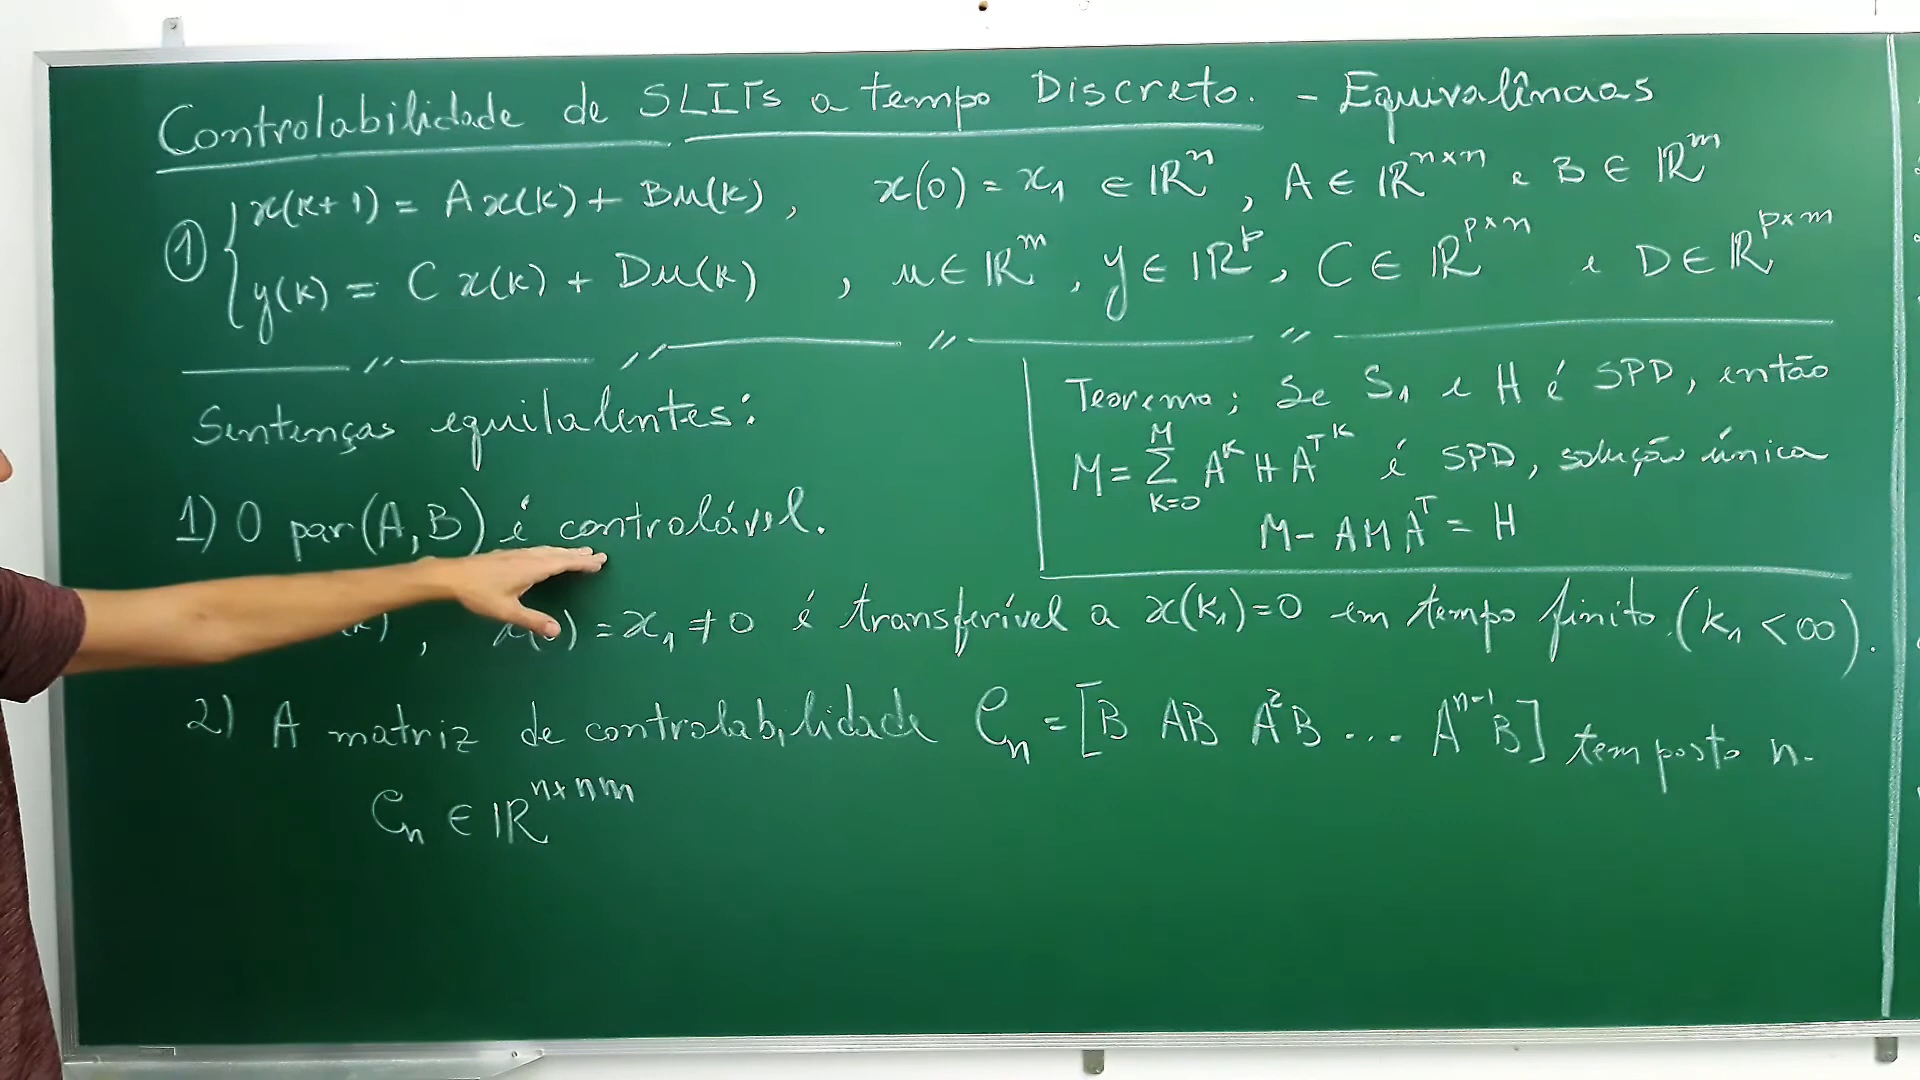 Controlabilidade de SLITs a tempo Discreto. - Equivalências
① { x(k+1) = Ax(k) + Bu(k), x(0) = x₁ ∈ ℝⁿ, A ∈ ℝⁿˣⁿ e B ∈ ℝᵐ
y(k) = Cx(k) + Du(k), u ∈ ℝᵐ, y ∈ ℝᵖ, C ∈ ℝᵖˣⁿ e D ∈ ℝᵖˣᵐ
Sentenças equilalentes:
1) O par (A,B) é controlável.
(k), x(0) = x₁ ≠ 0 é transferível a x(k₁)=0 em tempo finito. (k₁ < ∞).
2) A matriz de controlabilidade Cₙ = [B AB A²B ... Aⁿ⁻¹B] tem posto n.
Cₙ ∈ ℝⁿˣⁿᵐ
Teorema; Se S₁ e H é SPD, então
M = Σ_{k=0}^{M} A^k H A^{T^k} é SPD, solução única
M - AMAᵀ = H